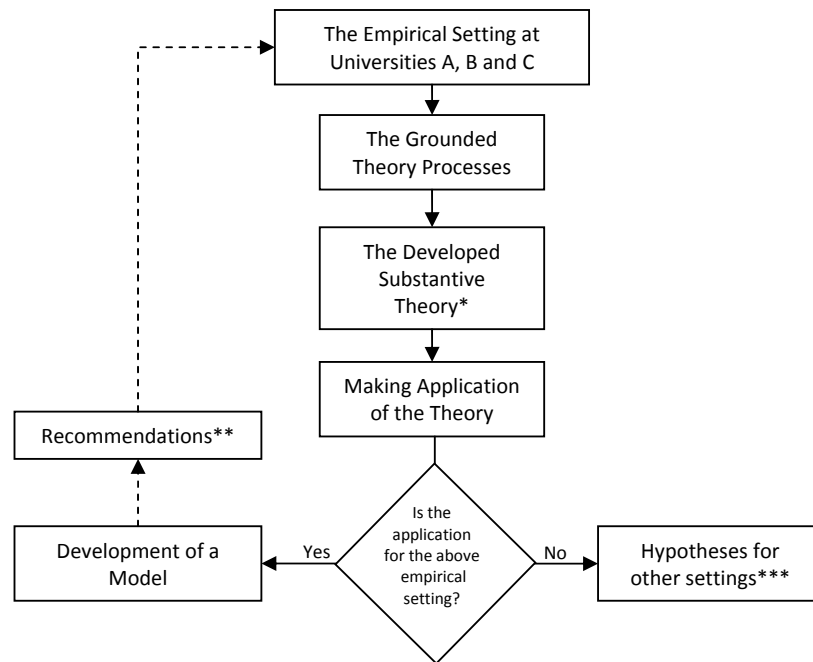 The Empirical Setting at
Universities A, B and C
The Grounded
Theory Processes
The Developed
Substantive
Theory*
Making Application
of the Theory
Recommendations**
Is the
application
for the above
empirical
setting?
Yes
No
Development of a
Model
Hypotheses for
other settings***